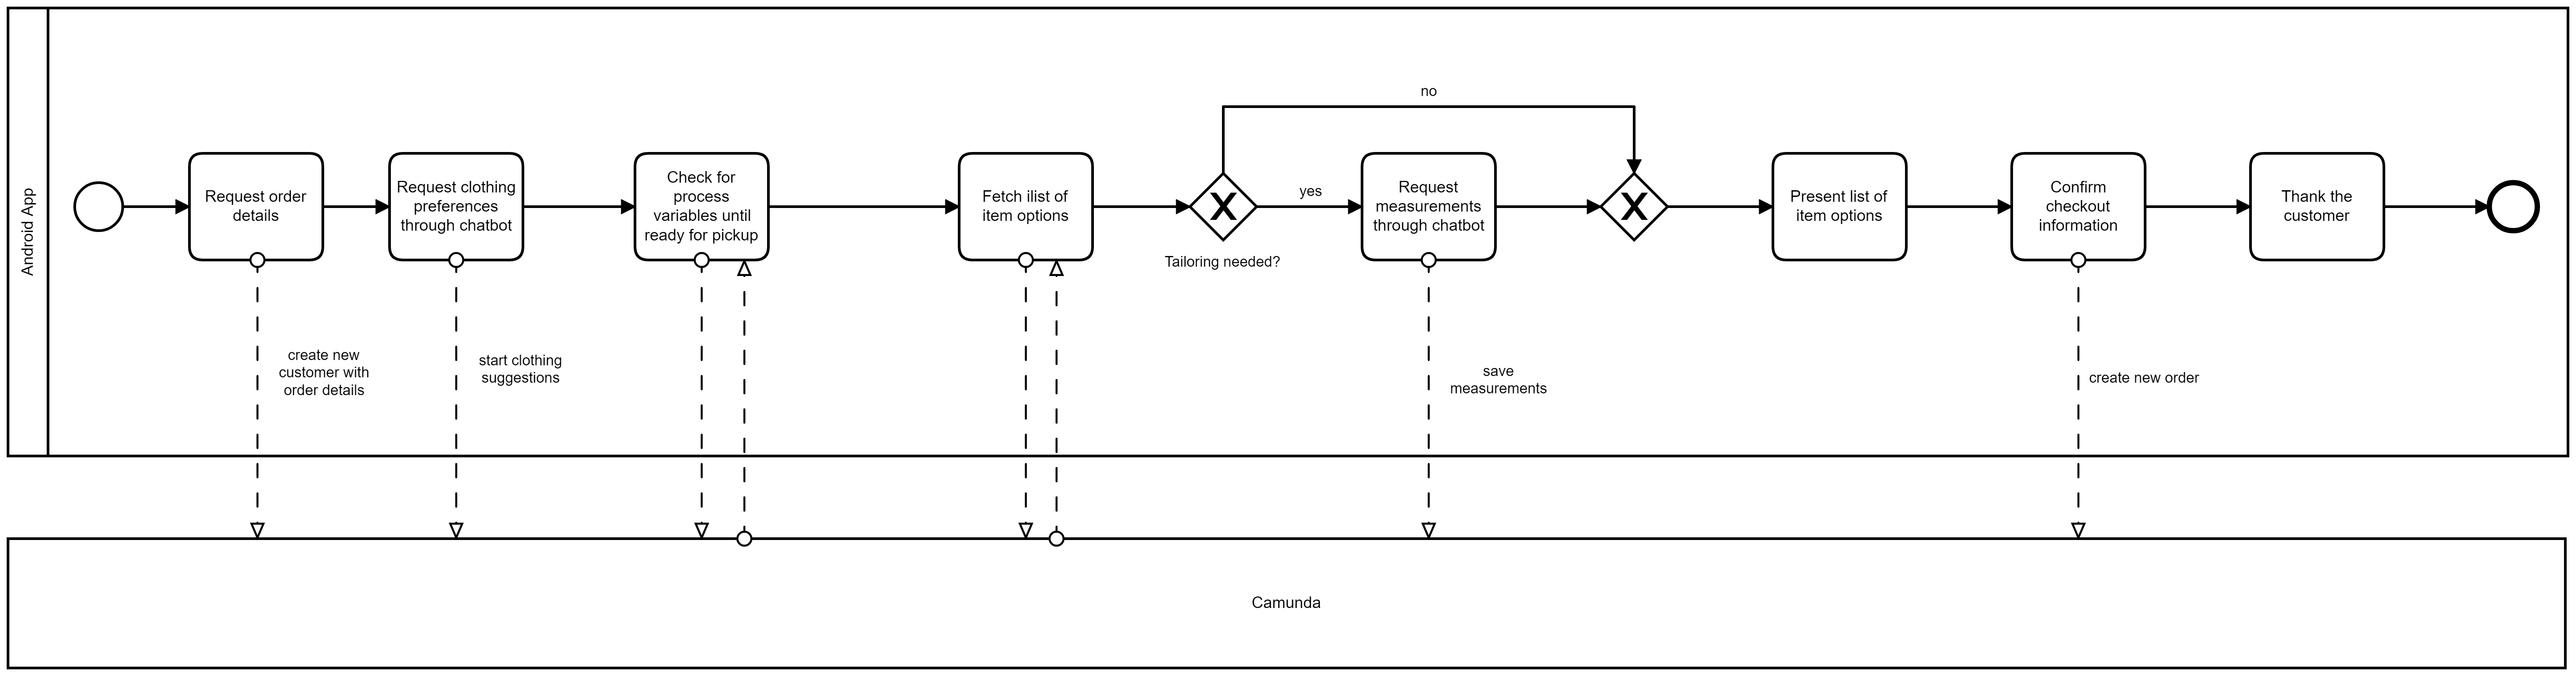 Android App
no
Request order
details
Request clothing
preferences
through chatbot
Check for
process
variables until
ready for pickup
Fetch ilist of
item options
X
Tailoring needed?
yes
Request
measurements
through chatbot
X
Present list of
item options
Confirm
checkout
information
Thank the
customer
create new
customer with
order details
start clothing
suggestions
save
measurements
create new order
Camunda